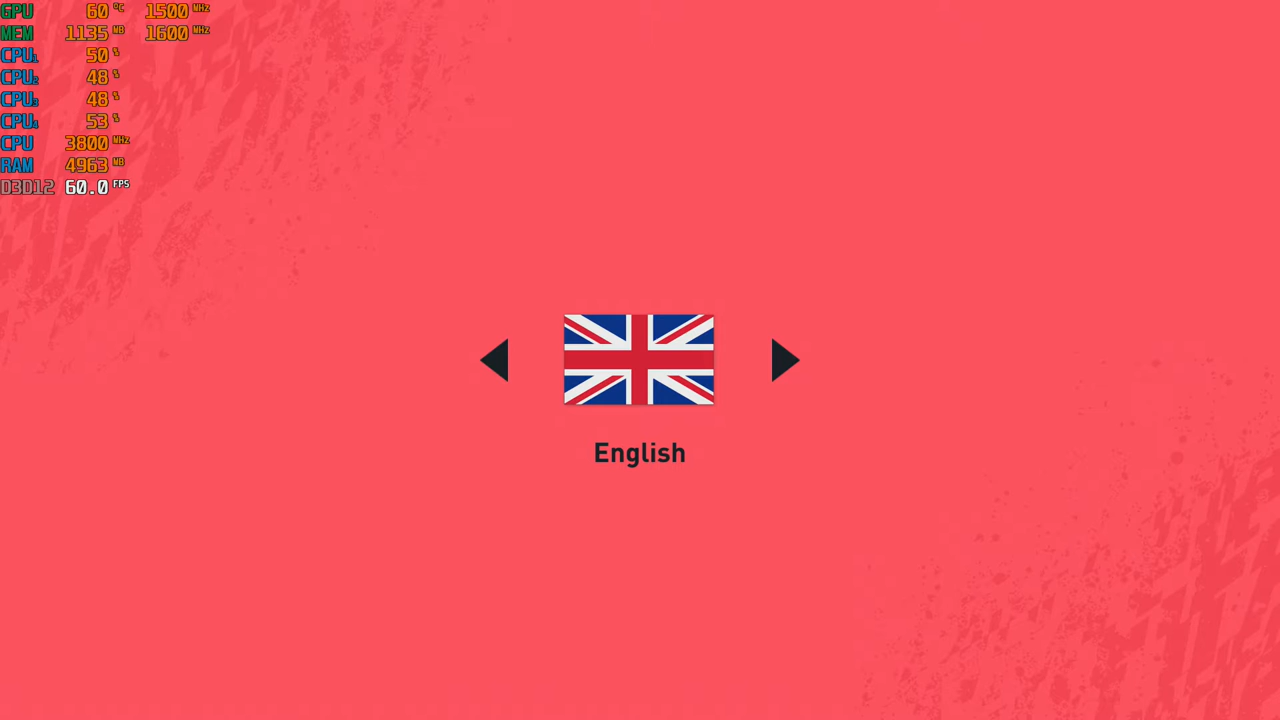 GPU 60 °C 1500 MHz
MEM 1135 MB 1600 MHz
CPU1 50 %
CPU2 48 %
CPU3 48 %
CPU4 53 %
CPU 3800 MHz
RAM 4963 MB
D3D12 60.0 FPS
English